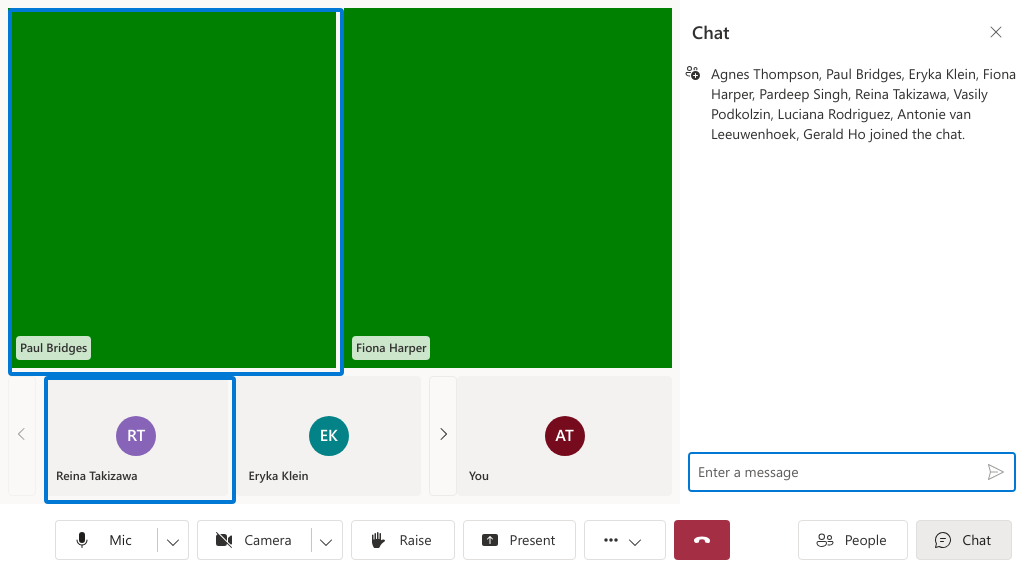 Chat
Agnes Thompson, Paul Bridges, Eryka Klein, Fiona
Harper, Pardeep Singh, Reina Takizawa, Vasily
Podkolzin, Luciana Rodriguez, Antonie van
Leeuwenhoek, Gerald Ho joined the chat.
Paul Bridges
Fiona Harper
RT
Reina Takizawa
EK
Eryka Klein
AT
You
Enter a message
Mic
Camera
Raise
Present
People
Chat